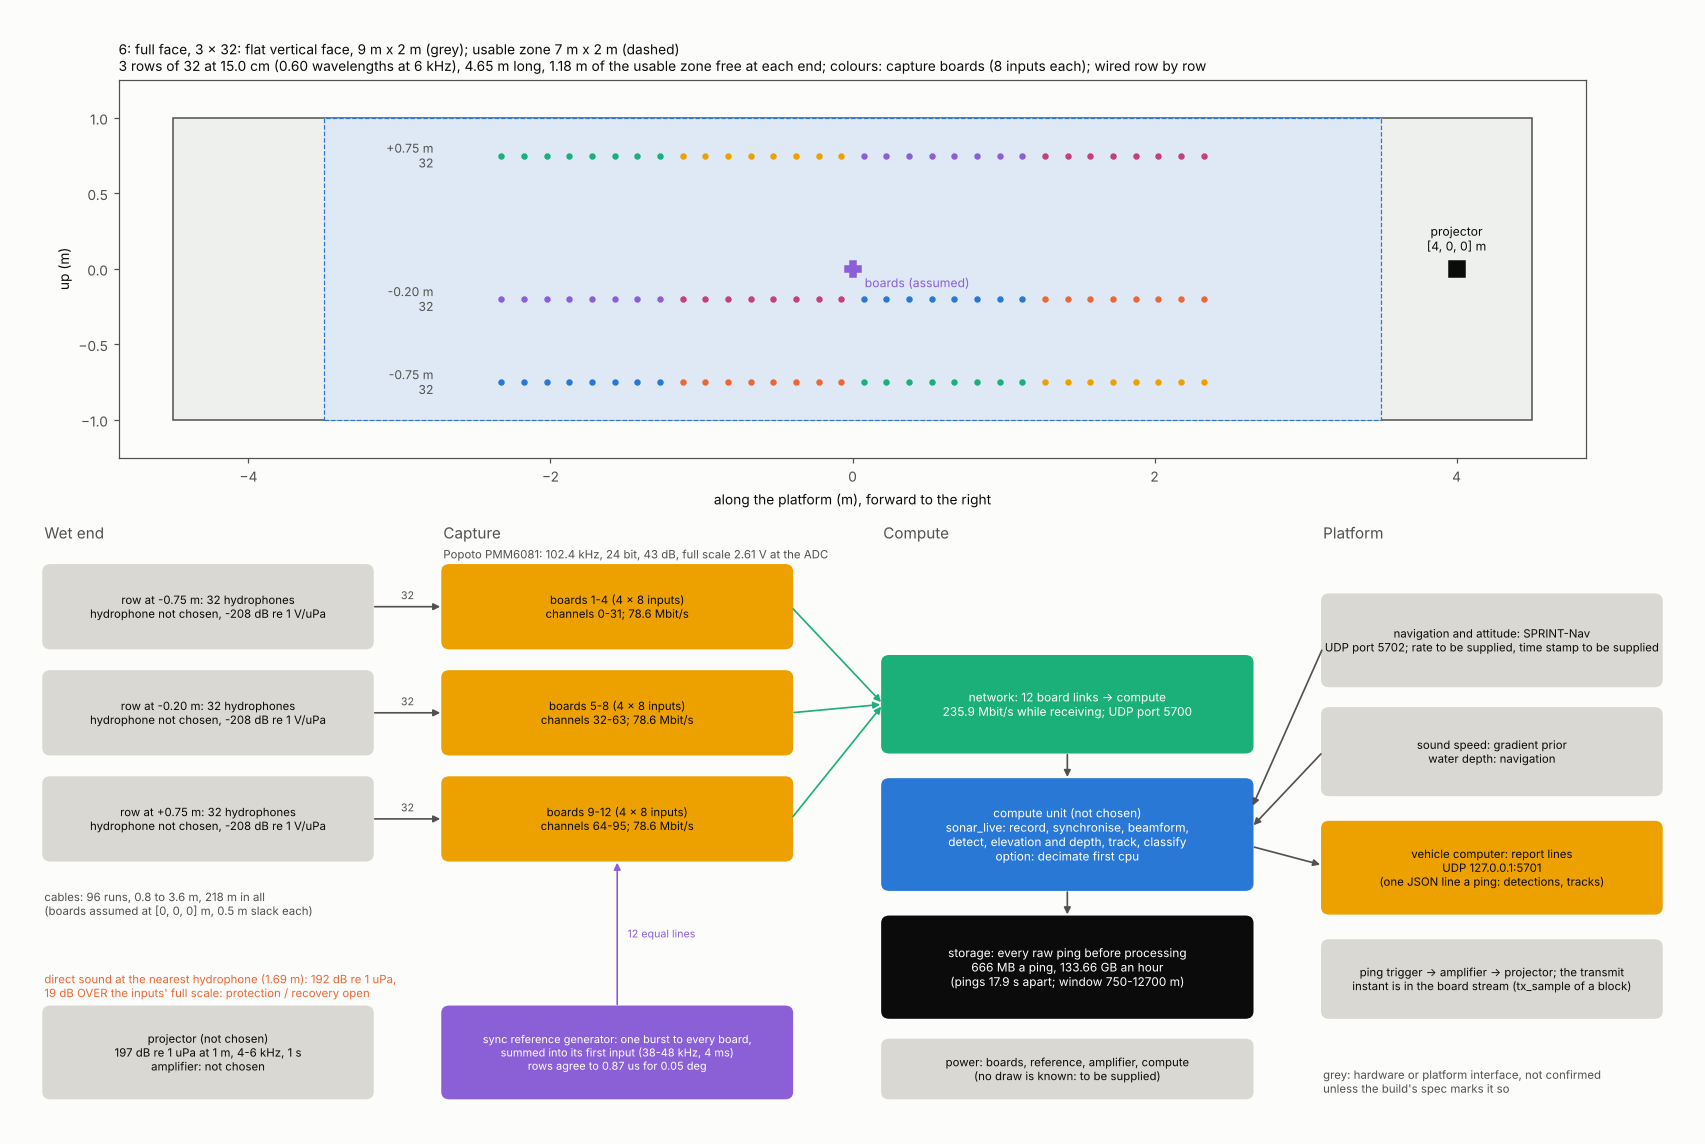 6: full face, 3 × 32: flat vertical face, 9 m x 2 m (grey); usable zone 7 m x 2 m (dashed)
3 rows of 32 at 15.0 cm (0.60 wavelengths at 6 kHz), 4.65 m long, 1.18 m of the usable zone free at each end; colours: capture boards (8 inputs each); wired row by row
up (m)
1.0
0.5
0.0
−0.5
−1.0
+0.75 m
32
-0.20 m
32
-0.75 m
32
boards (assumed)
projector
[4, 0, 0] m
−4
−2
0
2
4
along the platform (m), forward to the right
Wet end
row at -0.75 m: 32 hydrophones
hydrophone not chosen, -208 dB re 1 V/uPa
32
row at -0.20 m: 32 hydrophones
hydrophone not chosen, -208 dB re 1 V/uPa
32
row at +0.75 m: 32 hydrophones
hydrophone not chosen, -208 dB re 1 V/uPa
32
cables: 96 runs, 0.8 to 3.6 m, 218 m in all
(boards assumed at [0, 0, 0] m, 0.5 m slack each)
direct sound at the nearest hydrophone (1.69 m): 192 dB re 1 uPa,
19 dB OVER the inputs' full scale: protection / recovery open
projector (not chosen)
197 dB re 1 uPa at 1 m, 4-6 kHz, 1 s
amplifier: not chosen
Capture
Popoto PMM6081: 102.4 kHz, 24 bit, 43 dB, full scale 2.61 V at the ADC
boards 1-4 (4 × 8 inputs)
channels 0-31; 78.6 Mbit/s
boards 5-8 (4 × 8 inputs)
channels 32-63; 78.6 Mbit/s
boards 9-12 (4 × 8 inputs)
channels 64-95; 78.6 Mbit/s
12 equal lines
sync reference generator: one burst to every board,
summed into its first input (38-48 kHz, 4 ms)
rows agree to 0.87 us for 0.05 deg
Compute
network: 12 board links → compute
235.9 Mbit/s while receiving; UDP port 5700
compute unit (not chosen)
sonar_live: record, synchronise, beamform,
detect, elevation and depth, track, classify
option: decimate first cpu
storage: every raw ping before processing
666 MB a ping, 133.66 GB an hour
(pings 17.9 s apart; window 750-12700 m)
power: boards, reference, amplifier, compute
(no draw is known: to be supplied)
Platform
navigation and attitude: SPRINT-Nav
UDP port 5702; rate to be supplied, time stamp to be supplied
sound speed: gradient prior
water depth: navigation
vehicle computer: report lines
UDP 127.0.0.1:5701
(one JSON line a ping: detections, tracks)
ping trigger → amplifier → projector; the transmit
instant is in the board stream (tx_sample of a block)
grey: hardware or platform interface, not confirmed
unless the build's spec marks it so